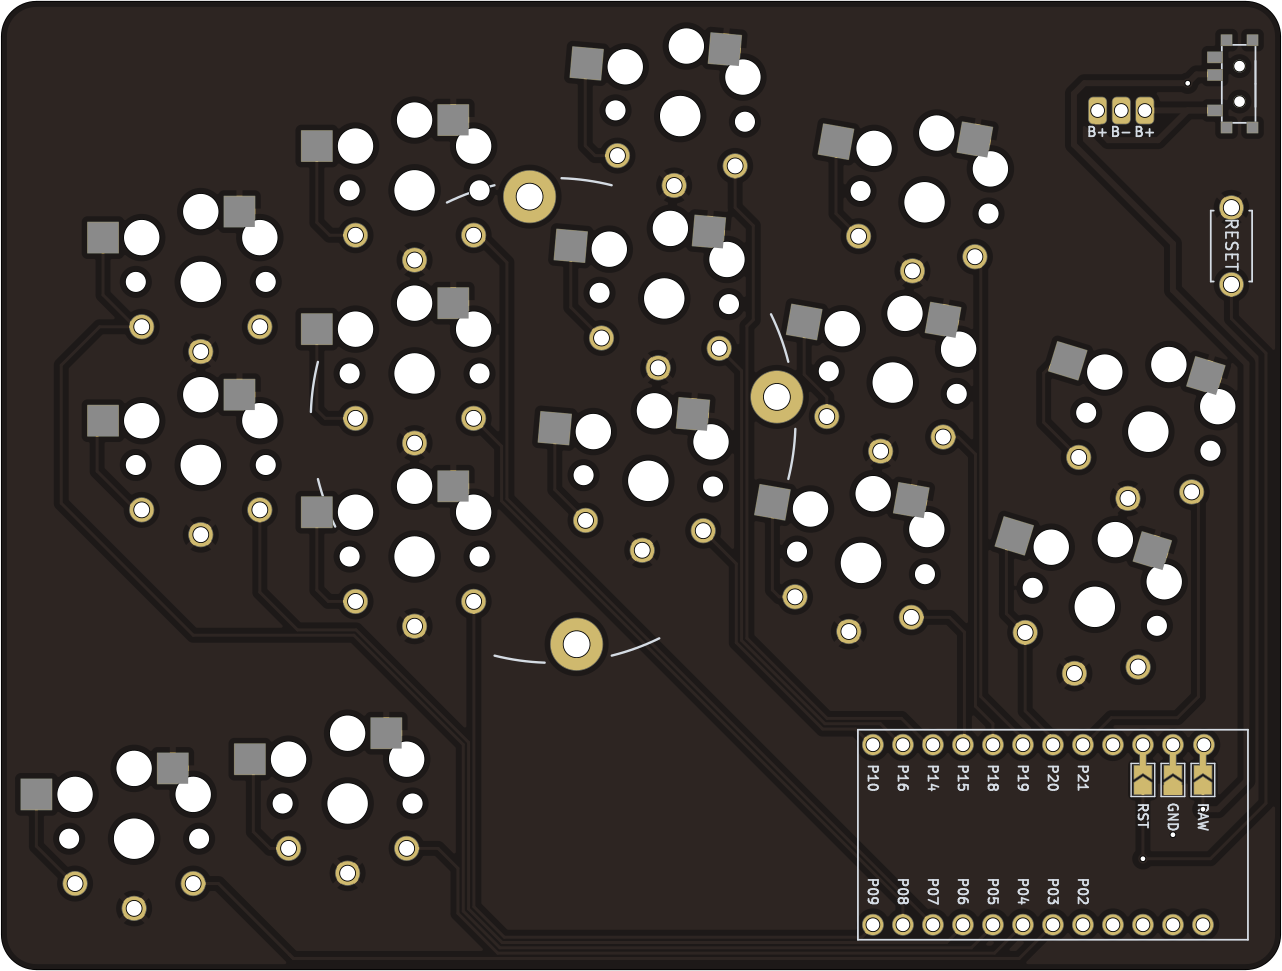 B+ B- B+
RESET
P10 P16 P14 P15 P18 P19 P20 P21
RST GND RAW
P09 P08 P07 P06 P05 P04 P03 P02